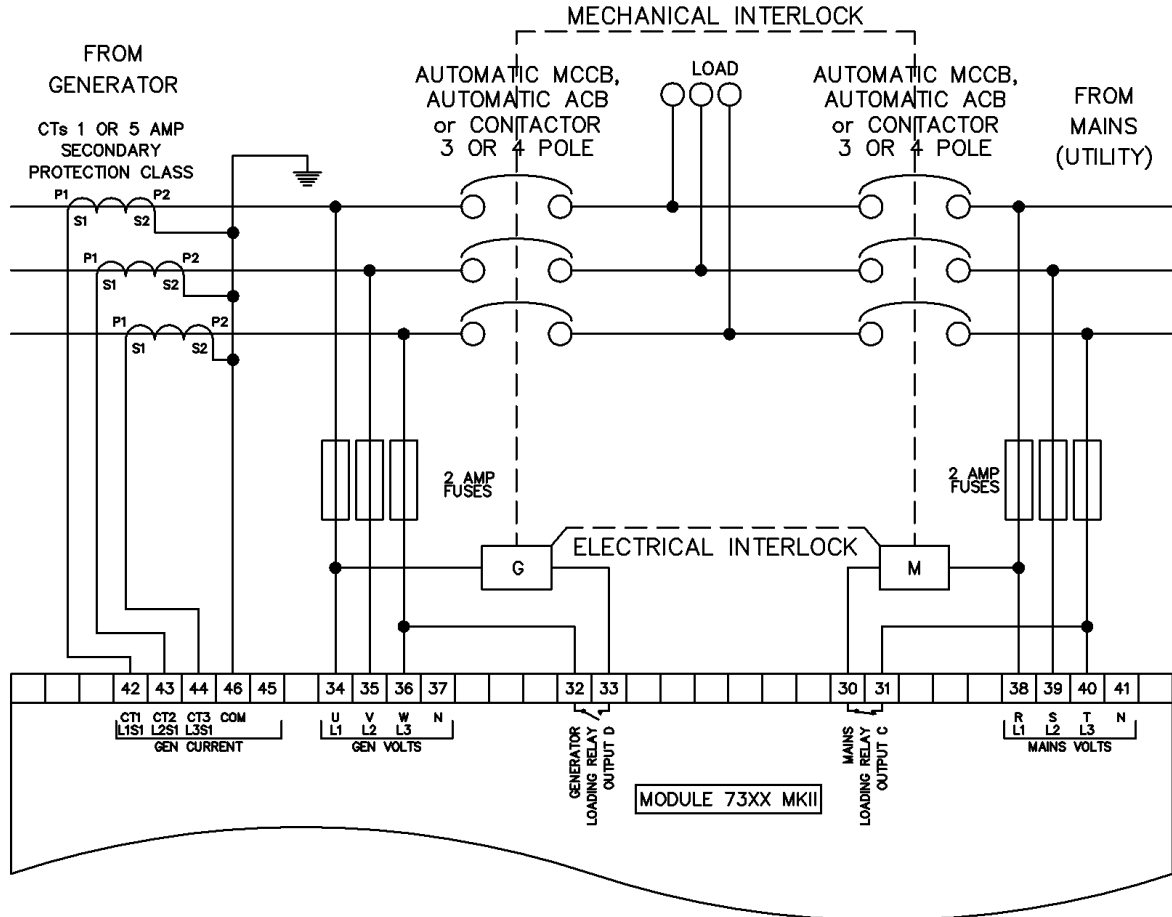 MECHANICAL INTERLOCK
FROM
GENERATOR
CTs 1 OR 5 AMP
SECONDARY
PROTECTION CLASS
AUTOMATIC MCCB,
AUTOMATIC ACB
or CONTACTOR
3 OR 4 POLE
LOAD
AUTOMATIC MCCB,
AUTOMATIC ACB
or CONTACTOR
3 OR 4 POLE
FROM
MAINS
(UTILITY)
P1 P2
S1 S2
P1 P2
S1 S2
P1 P2
S1 S2
2 AMP
FUSES
2 AMP
FUSES
ELECTRICAL INTERLOCK
G
M
42 43 44 46 45 34 35 36 37 32 33 30 31 38 39 40 41
CT1 CT2 CT3 COM
L1S1 L2S1 L3S1
GEN CURRENT
U V W N
L1 L2 L3
GEN VOLTS
GENERATOR
LOADING RELAY
OUTPUT D
MAINS
LOADING RELAY
OUTPUT C
R S T N
L1 L2 L3
MAINS VOLTS
MODULE 73XX MKII